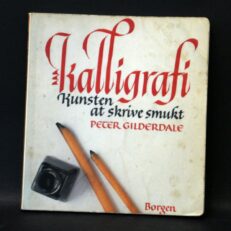 Kalligrafi
Kunsten
at skrive smukt
PETER GILDERDALE
Borgen